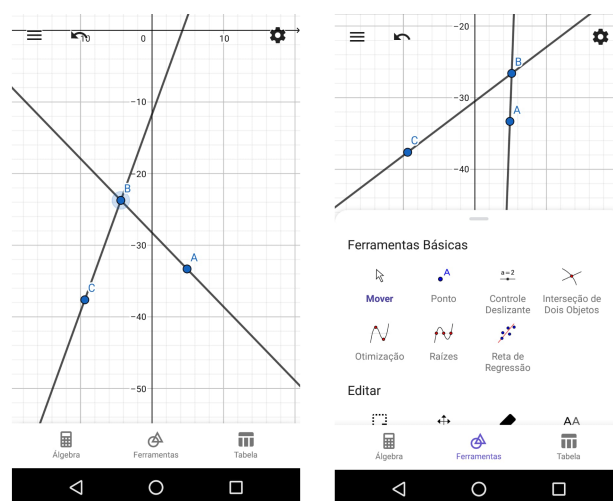 10 0 10
−10
−20
B
−30
A
C
−40
−50
Álgebra Ferramentas Tabela
−20
B
−30
A
C
−40
Ferramentas Básicas
A a=2
Mover Ponto Controle Deslizante Interseção de Dois Objetos
Otimização Raízes Reta de Regressão
Editar
AA
Álgebra Ferramentas Tabela